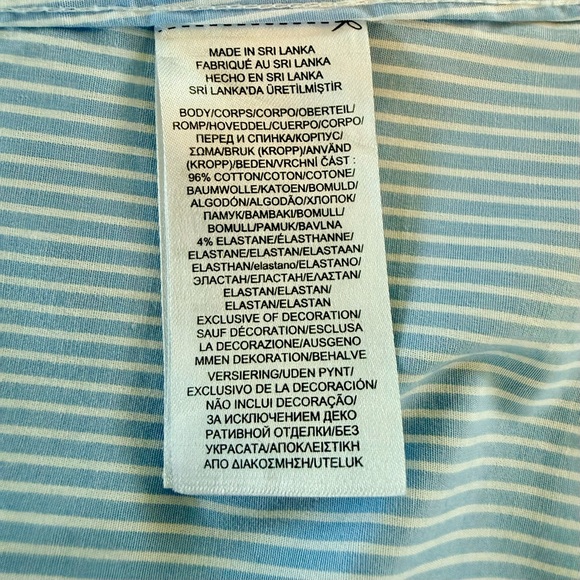 MADE IN SRI LANKA
FABRIQUÉ AU SRI LANKA
HECHO EN SRI LANKA
SRİ LANKA'DA ÜRETİLMİŞTİR
BODY/CORPS/CORPO/OBERTEIL/
ROMP/HOVEDDEL/CUERPO/CORPO/
ПЕРЕД И СПИНКА/КОРПУС/
ΣΩΜΑ/BRUK (KROPP)/ANVÄND
(KROPP)/BEDEN/VRCHNÍ ČÁST :
96% COTTON/COTON/COTONE/
BAUMWOLLE/KATOEN/BOMULD/
ALGODÓN/ALGODÃO/ХЛОПОК/
ПАМУК/ΒΑΜΒΑΚΙ/BOMULL/
BOMULL/PAMUK/BAVLNA
4% ELASTANE/ÉLASTHANNE/
ELASTANE/ELASTAN/ELASTAAN/
ELASTHAN/elastano/ELASTANO/
ЭЛАСТАН/ЕЛАСТАН/ΕΛΑΣΤΑΝ/
ELASTAN/ELASTAN/
ELASTAN/ELASTAN
EXCLUSIVE OF DECORATION/
SAUF DÉCORATION/ESCLUSA
LA DECORAZIONE/AUSGENO
MMEN DEKORATION/BEHALVE
VERSIERING/UDEN PYNT/
EXCLUSIVO DE LA DECORACIÓN/
NÃO INCLUI DECORAÇÃO/
ЗА ИСКЛЮЧЕНИЕМ ДЕКО
РАТИВНОЙ ОТДЕЛКИ/БЕЗ
УКРАСАТА/ΑΠΟΚΛΕΙΣΤΙΚΗ
ΑΠΟ ΔΙΑΚΟΣΜΗΣΗ/UTELUK